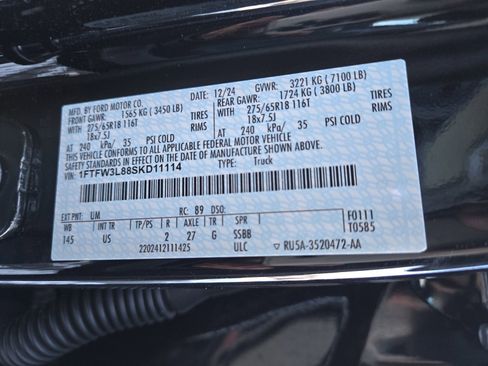 MFD. BY FORD MOTOR CO. 12/24 GVWR: 3221 KG ( 7100 LB)
FRONT GAWR: 1565 KG ( 3450 LB) REAR GAWR: 1724 KG ( 3800 LB)
275/65R18 116T TIRES 275/65R18 116T TIRES
18x7.5J RIMS 18x7.5J RIMS
AT 240 kPa/ 35 PSI COLD AT 240 kPa/ 35 PSI COLD
THIS VEHICLE CONFORMS TO ALL APPLICABLE FEDERAL MOTOR VEHICLE
SAFETY STANDARDS IN EFFECT ON THE DATE OF MANUFACTURE SHOWN ABOVE.
1FTFW3L88SKD11114 TYPE: Truck
EXT PNT: UM RC: 89 DSO:
WB INT TR TP/PS R AXLE TR SPR F0111
145 US 2 27 G SSBB T0585
2202412111425 ULC ▽ RU5A-3520472-AA